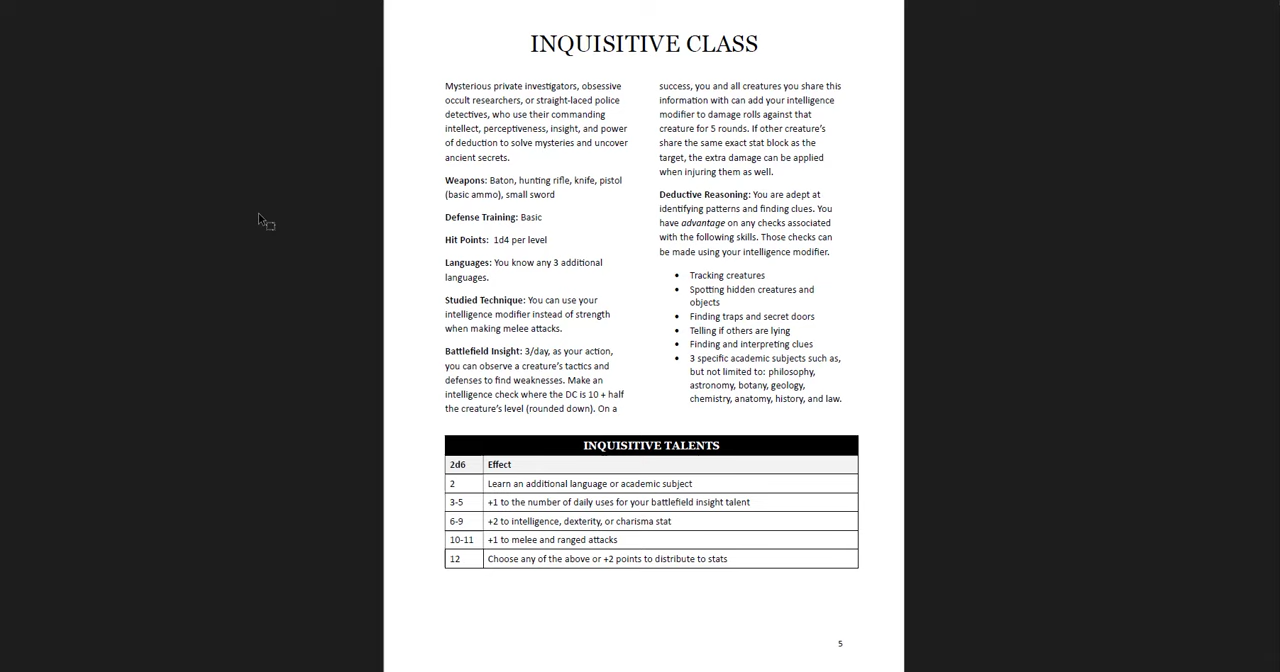 INQUISITIVE CLASS
Mysterious private investigators, obsessive
occult researchers, or straight-laced police
detectives, who use their commanding
intellect, perceptiveness, insight, and power
of deduction to solve mysteries and uncover
ancient secrets.
Weapons: Baton, hunting rifle, knife, pistol
(basic ammo), small sword
Defense Training: Basic
Hit Points: 1d4 per level
Languages: You know any 3 additional
languages.
Studied Technique: You can use your
intelligence modifier instead of strength
when making melee attacks.
Battlefield Insight: 3/day, as your action,
you can observe a creature's tactics and
defenses to find weaknesses. Make an
intelligence check where the DC is 10 + half
the creature's level (rounded down). On a
success, you and all creatures you share this
information with can add your intelligence
modifier to damage rolls against that
creature for 5 rounds. If other creature's
share the same exact stat block as the
target, the extra damage can be applied
when injuring them as well.
Deductive Reasoning: You are adept at
identifying patterns and finding clues. You
have advantage on any checks associated
with the following skills. Those checks can
be made using your intelligence modifier.
• Tracking creatures
• Spotting hidden creatures and
objects
• Finding traps and secret doors
• Telling if others are lying
• Finding and interpreting clues
• 3 specific academic subjects such as,
but not limited to: philosophy,
astronomy, botany, geology,
chemistry, anatomy, history, and law.
INQUISITIVE TALENTS
2d6 Effect
2 Learn an additional language or academic subject
3-5 +1 to the number of daily uses for your battlefield insight talent
6-9 +2 to intelligence, dexterity, or charisma stat
10-11 +1 to melee and ranged attacks
12 Choose any of the above or +2 points to distribute to stats
5